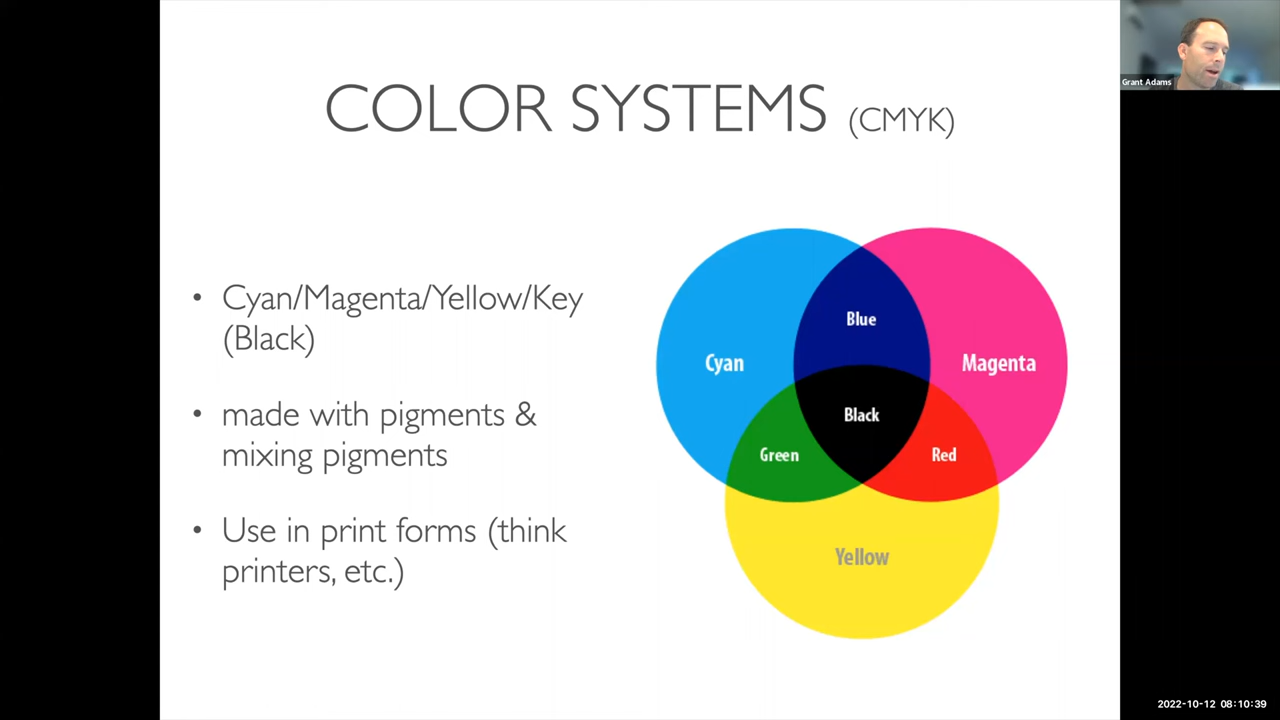 COLOR SYSTEMS (CMYK)
Grant Adams
• Cyan/Magenta/Yellow/Key
(Black)
• made with pigments &
mixing pigments
• Use in print forms (think
printers, etc.)
Blue
Cyan
Magenta
Black
Green
Red
Yellow
2022-10-12 08:10:39